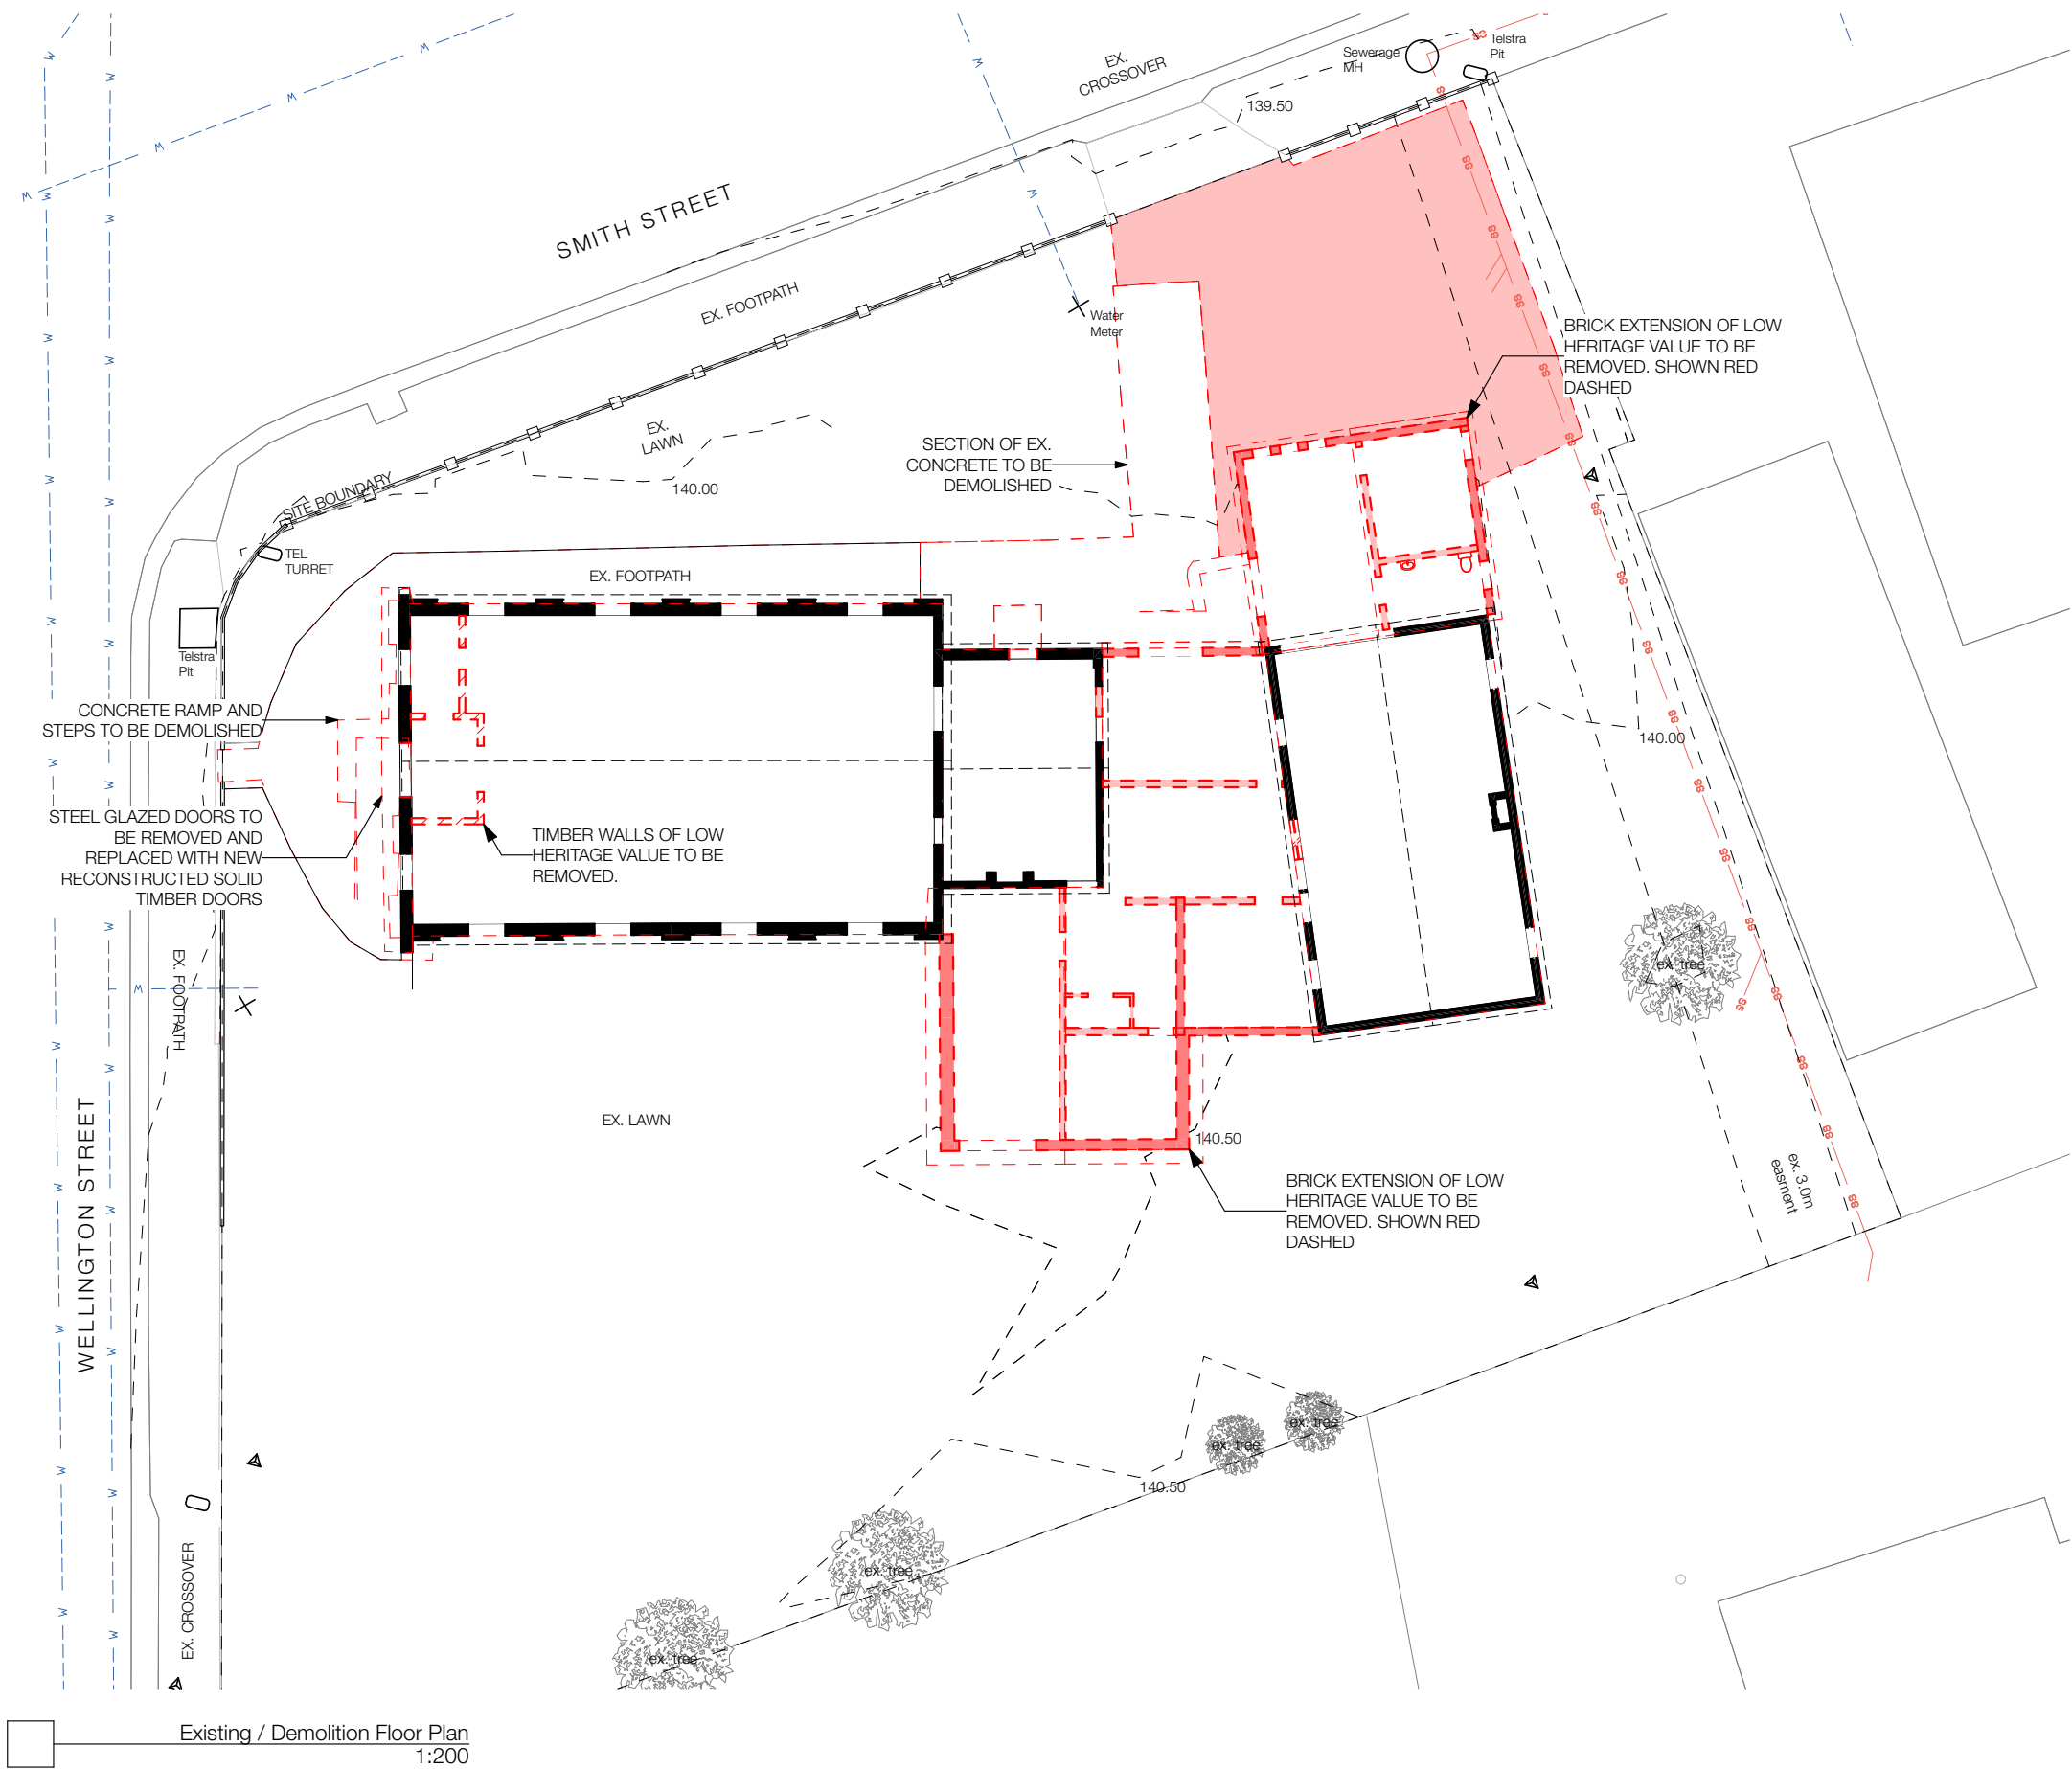 EX.
CROSSOVER
Sewerage
MH
Telstra
Pit
139.50
SMITH STREET
EX. FOOTPATH
Water
Meter
BRICK EXTENSION OF LOW
HERITAGE VALUE TO BE
REMOVED. SHOWN RED
DASHED
EX.
LAWN
SECTION OF EX.
CONCRETE TO BE
DEMOLISHED
140.00
SITE BOUNDARY
TEL
TURRET
EX. FOOTPATH
Telstra
Pit
CONCRETE RAMP AND
STEPS TO BE DEMOLISHED
140.00
STEEL GLAZED DOORS TO
BE REMOVED AND
REPLACED WITH NEW
RECONSTRUCTED SOLID
TIMBER DOORS
TIMBER WALLS OF LOW
HERITAGE VALUE TO BE
REMOVED.
EX. FOOTPATH
ex. tree
EX. LAWN
140.50
WELLINGTON STREET
BRICK EXTENSION OF LOW
HERITAGE VALUE TO BE
REMOVED. SHOWN RED
DASHED
ex. 3.0m
easment
ex. tree
ex. tree
140.50
ex. tree
EX. CROSSOVER
ex. tree
Existing / Demolition Floor Plan
1:200